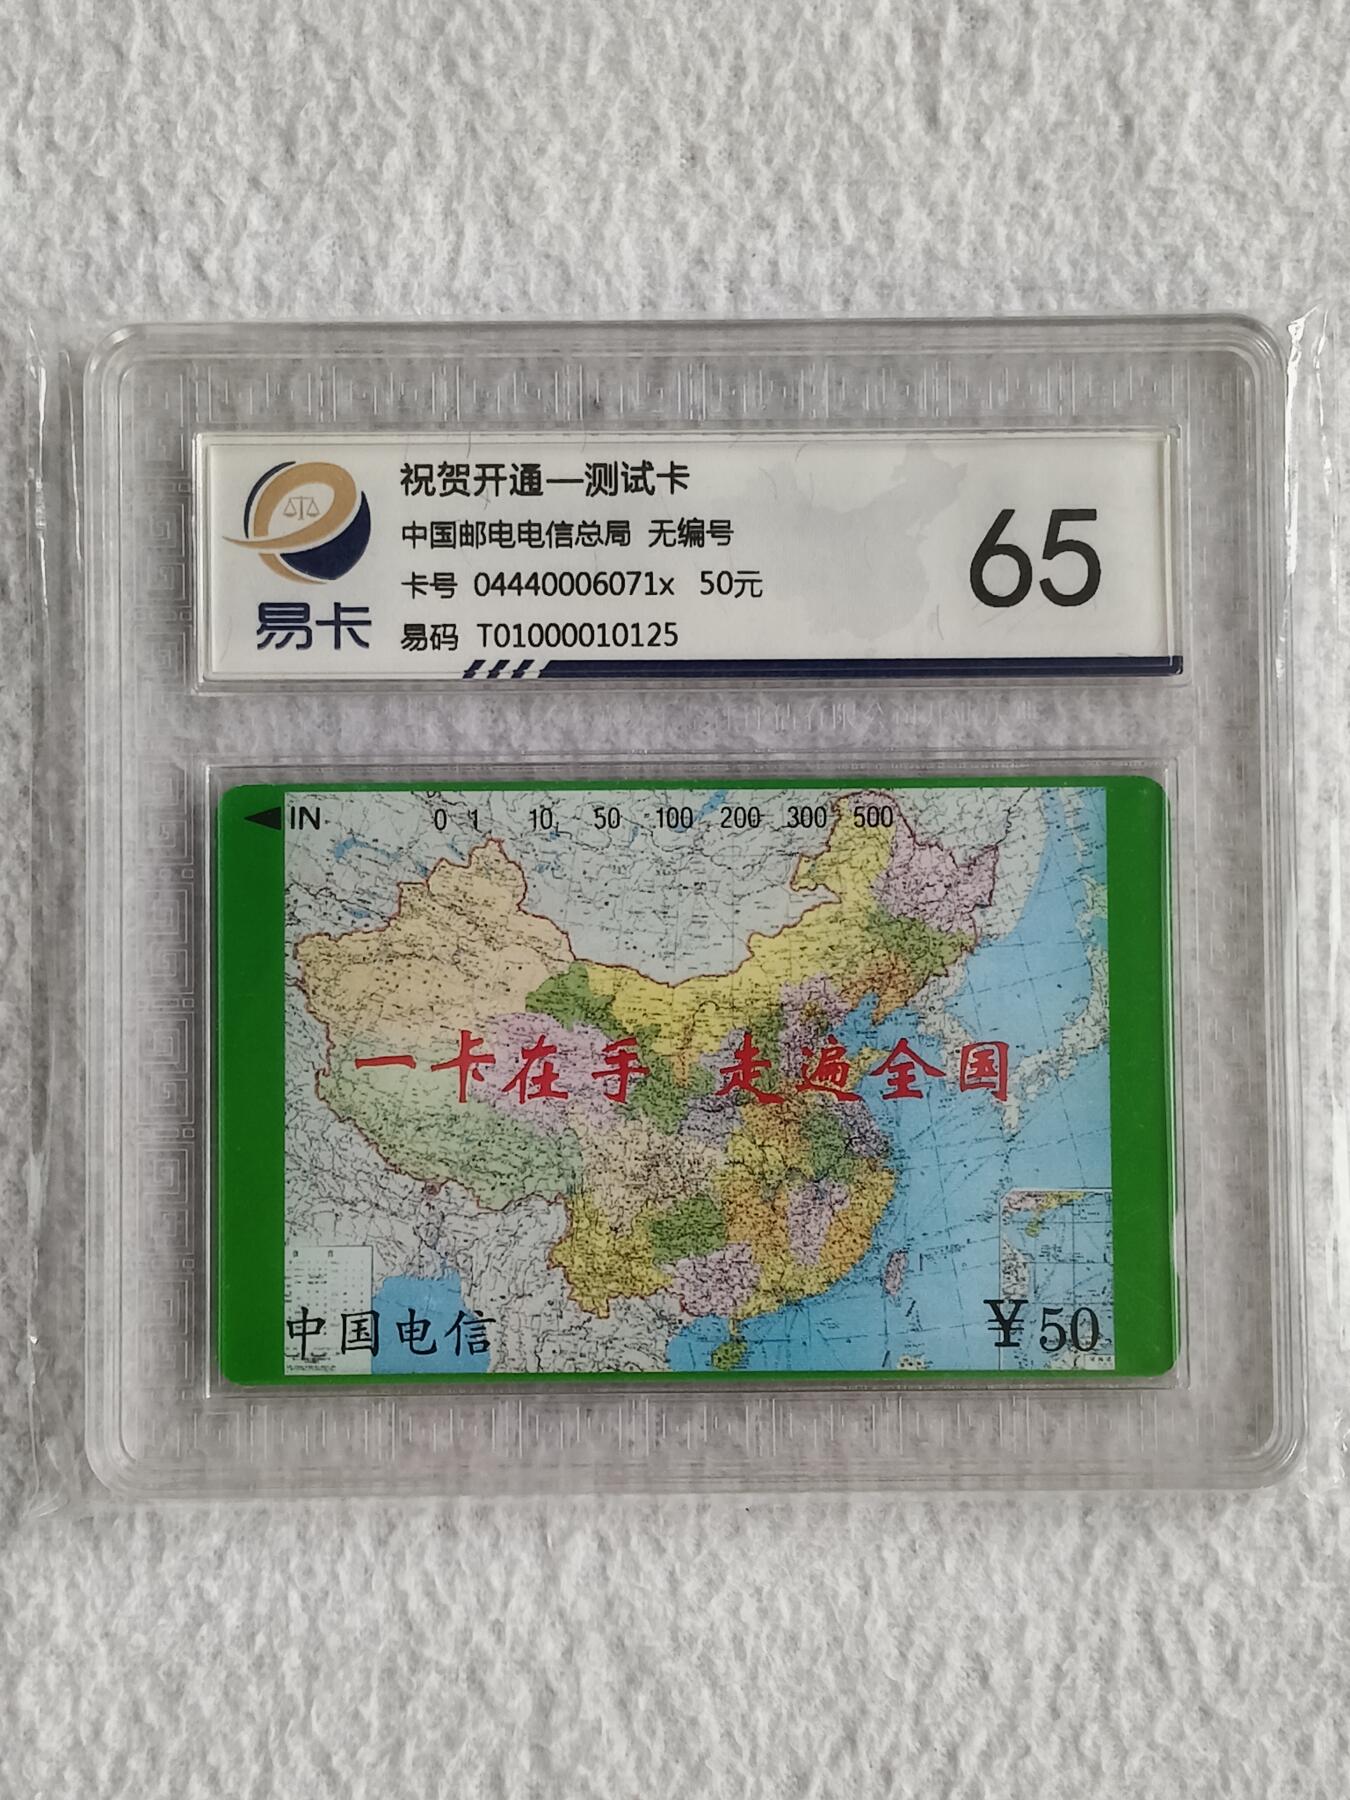 易卡
祝贺开通—测试卡
中国邮电电信总局 无编号
卡号 04440006071x 50元
易码 T01000010125
65
IN 0 1 10 50 100 200 300 500
一卡在手 走遍全国
中国电信
¥50